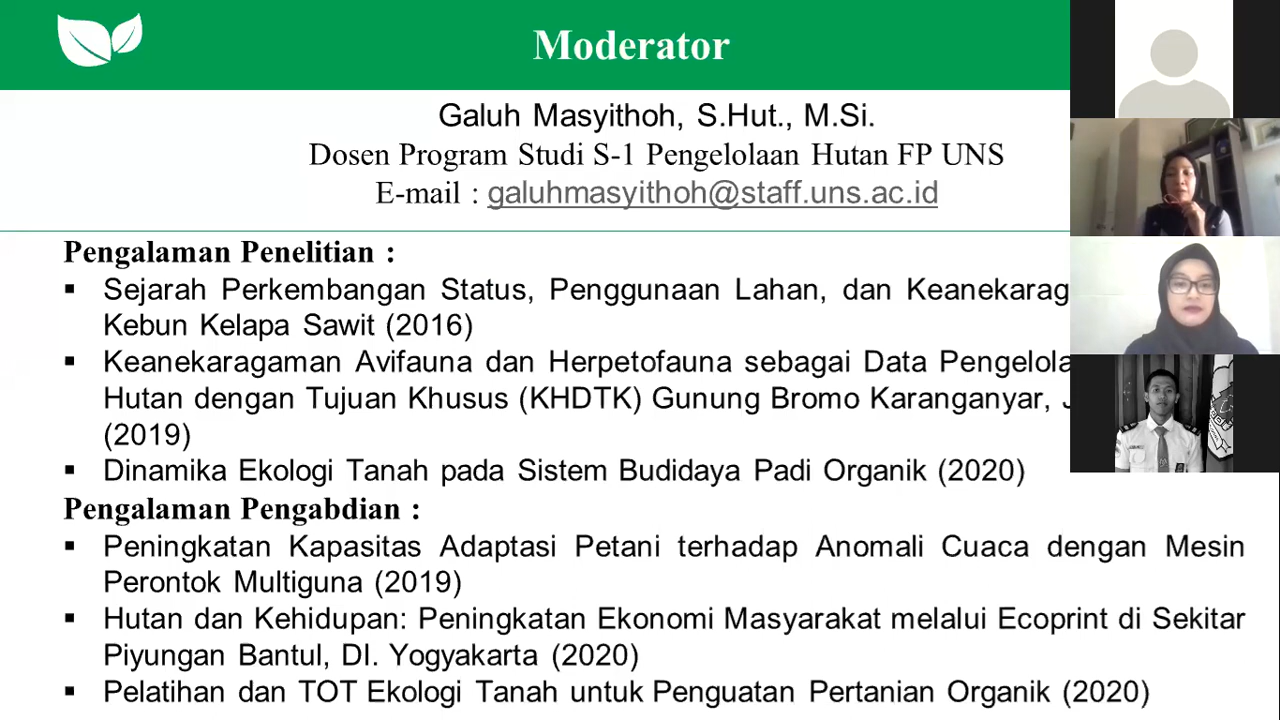 Moderator
Galuh Masyithoh, S.Hut., M.Si.
Dosen Program Studi S-1 Pengelolaan Hutan FP UNS
E-mail : galuhmasyithoh@staff.uns.ac.id
Pengalaman Penelitian :
▪ Sejarah Perkembangan Status, Penggunaan Lahan, dan
Kebun Kelapa Sawit (2016)
▪ Keanekaragaman Avifauna dan Herpetofauna sebagai Data
Hutan dengan Tujuan Khusus (KHDTK) Gunung Bromo Karanganyar,
(2019)
▪ Dinamika Ekologi Tanah pada Sistem Budidaya Padi Organik (2020)
Pengalaman Pengabdian :
▪ Peningkatan Kapasitas Adaptasi Petani terhadap Anomali Cuaca dengan Mesin
Perontok Multiguna (2019)
▪ Hutan dan Kehidupan: Peningkatan Ekonomi Masyarakat melalui Ecoprint di Sekitar
Piyungan Bantul, DI. Yogyakarta (2020)
▪ Pelatihan dan TOT Ekologi Tanah untuk Penguatan Pertanian Organik (2020)